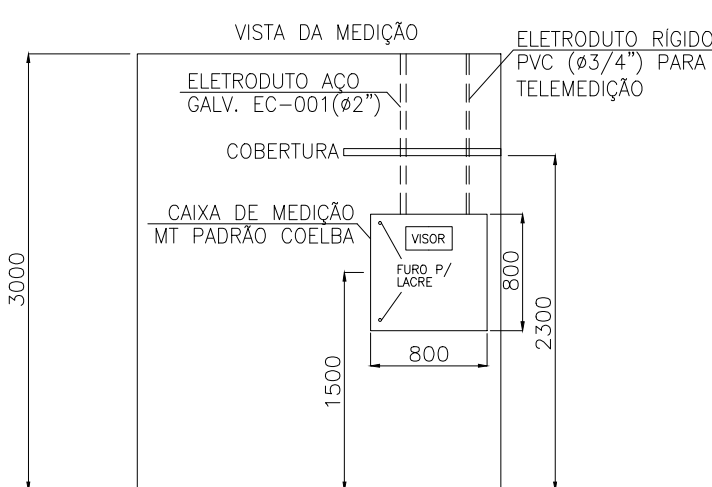 VISTA DA MEDIÇÃO
ELETRODUTO RÍGIDO
PVC (ø3/4") PARA
TELEMEDIÇÃO
ELETRODUTO AÇO
GALV. EC-001(ø2")
COBERTURA
CAIXA DE MEDIÇÃO
MT PADRÃO COELBA
VISOR
FURO P/
LACRE
800
800
3000
1500
2300